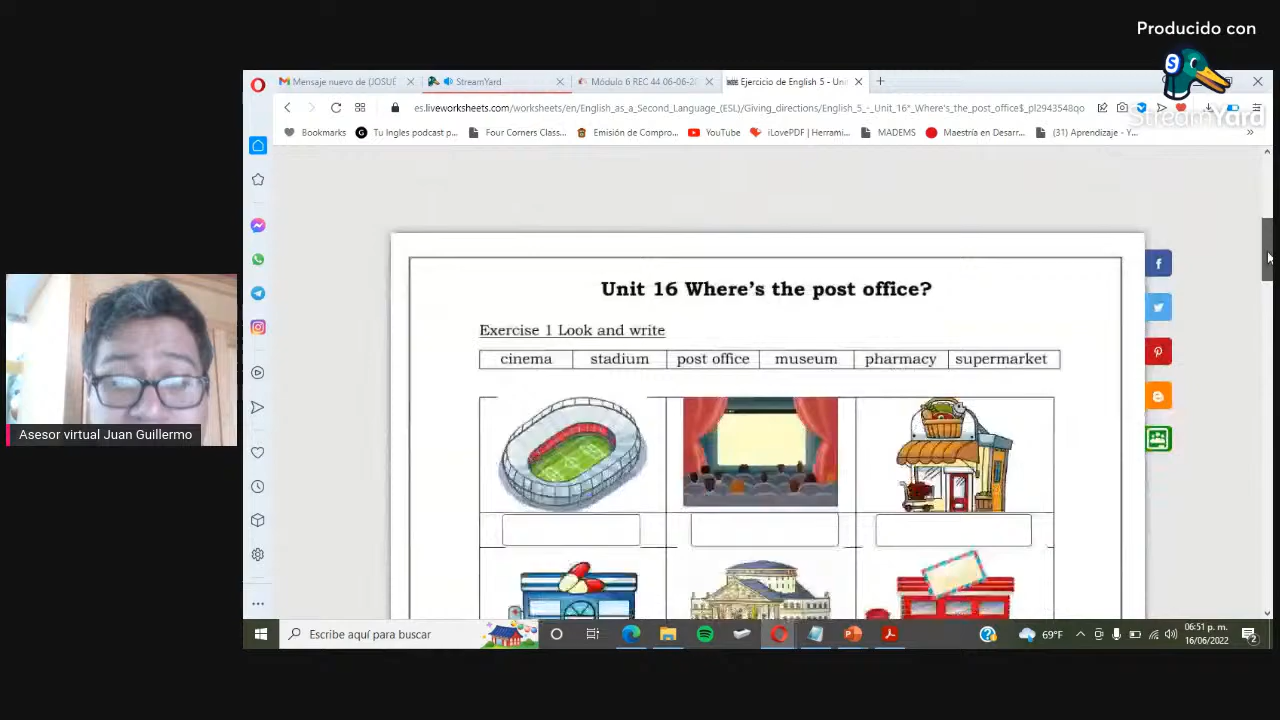 Producido con
StreamYard
Mensaje nuevo de (JOSUÉ
StreamYard
Módulo 6 REC 44 06-06-20
Ejercicio de English 5 - Uni
es.liveworksheets.com/worksheets/en/English_as_a_Second_Language_(ESL)/Giving_directions/English_5_-_Unit_16*_Where's_the_post_office$_pl2943548qo
Bookmarks
Tu Ingles podcast p...
Four Corners Class...
Emisión de Compro...
YouTube
iLovePDF | Herrami...
MADEMS
Maestría en Desarr...
(31) Aprendizaje - Y...
Unit 16 Where's the post office?
Exercise 1 Look and write
cinema stadium post office museum pharmacy supermarket
Asesor virtual Juan Guillermo
Escribe aquí para buscar
69°F
06:51 p. m.
16/06/2022
2